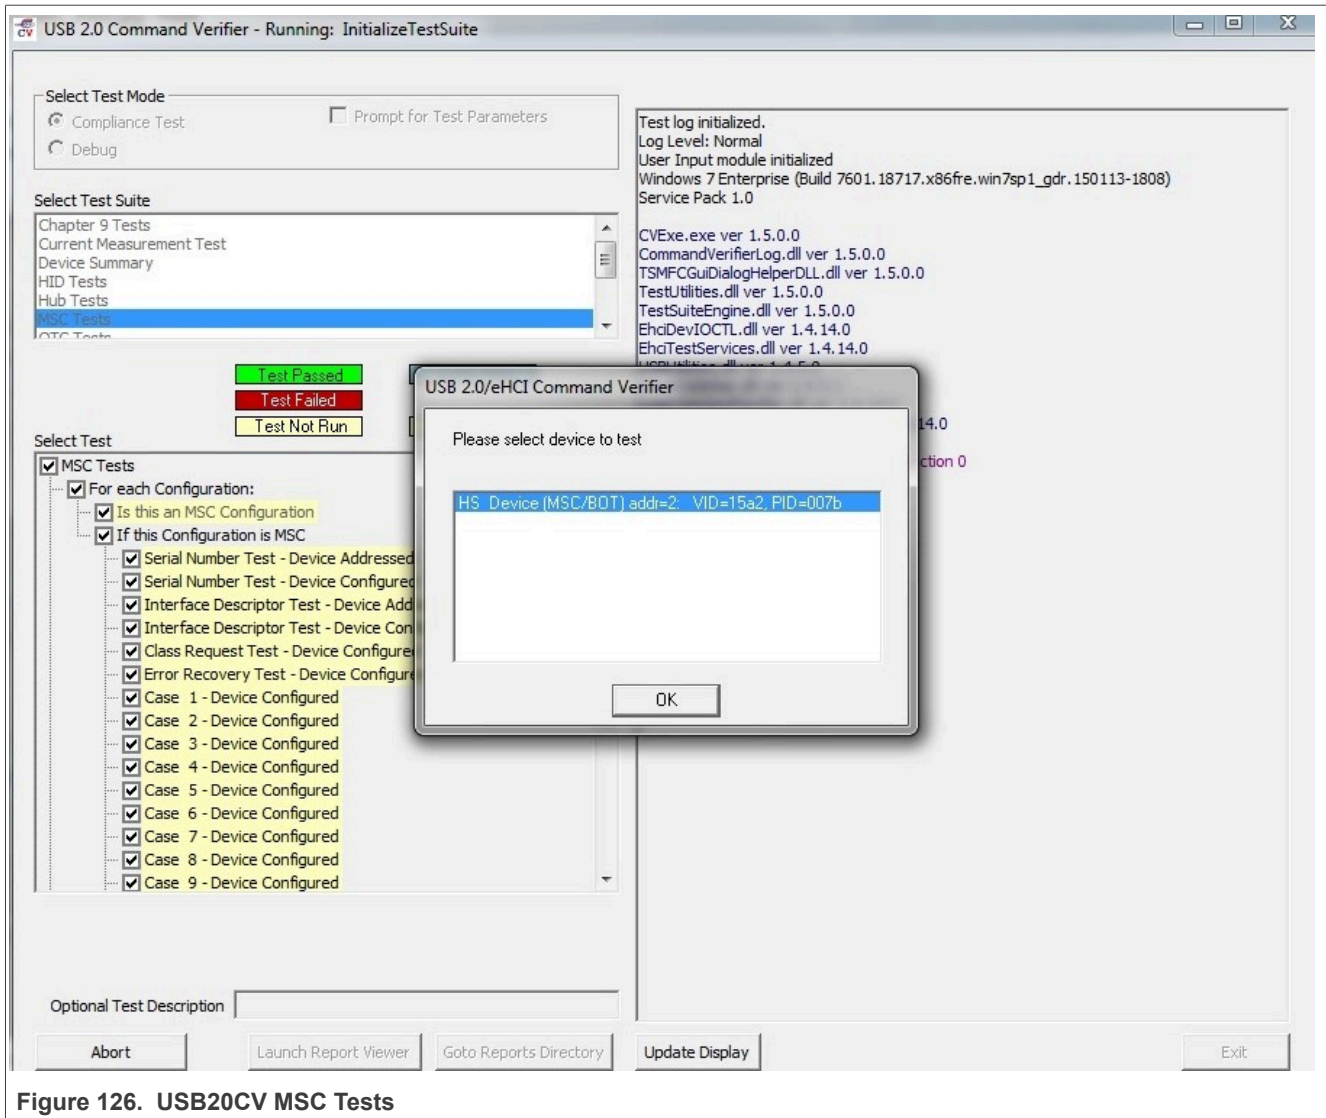 USB 2.0 Command Verifier - Running: InitializeTestSuite
Select Test Mode
Compliance Test
Prompt for Test Parameters
Debug
Select Test Suite
Chapter 9 Tests
Current Measurement Test
Device Summary
HID Tests
Hub Tests
MSC Tests
OTG Tests
Test Passed
Test Failed
Test Not Run
Select Test
MSC Tests
For each Configuration:
Is this an MSC Configuration
If this Configuration is MSC
Serial Number Test - Device Addressed
Serial Number Test - Device Configured
Interface Descriptor Test - Device Add
Interface Descriptor Test - Device Con
Class Request Test - Device Configure
Error Recovery Test - Device Configure
Case 1 - Device Configured
Case 2 - Device Configured
Case 3 - Device Configured
Case 4 - Device Configured
Case 5 - Device Configured
Case 6 - Device Configured
Case 7 - Device Configured
Case 8 - Device Configured
Case 9 - Device Configured
Test log initialized.
Log Level: Normal
User Input module initialized
Windows 7 Enterprise (Build 7601.18717.x86fre.win7sp1_gdr.150113-1808)
Service Pack 1.0
CVExe.exe ver 1.5.0.0
CommandVerifierLog.dll ver 1.5.0.0
TSMFCGuiDialogHelperDLL.dll ver 1.5.0.0
TestUtilities.dll ver 1.5.0.0
TestSuiteEngine.dll ver 1.5.0.0
EhciDevIOCTL.dll ver 1.4.14.0
EhciTestServices.dll ver 1.4.14.0
14.0
ction 0
USB 2.0/eHCI Command Verifier
Please select device to test
HS Device (MSC/BOT) addr=2: VID=15a2, PID=007b
OK
Optional Test Description
Abort
Launch Report Viewer
Goto Reports Directory
Update Display
Exit
Figure 126. USB20CV MSC Tests